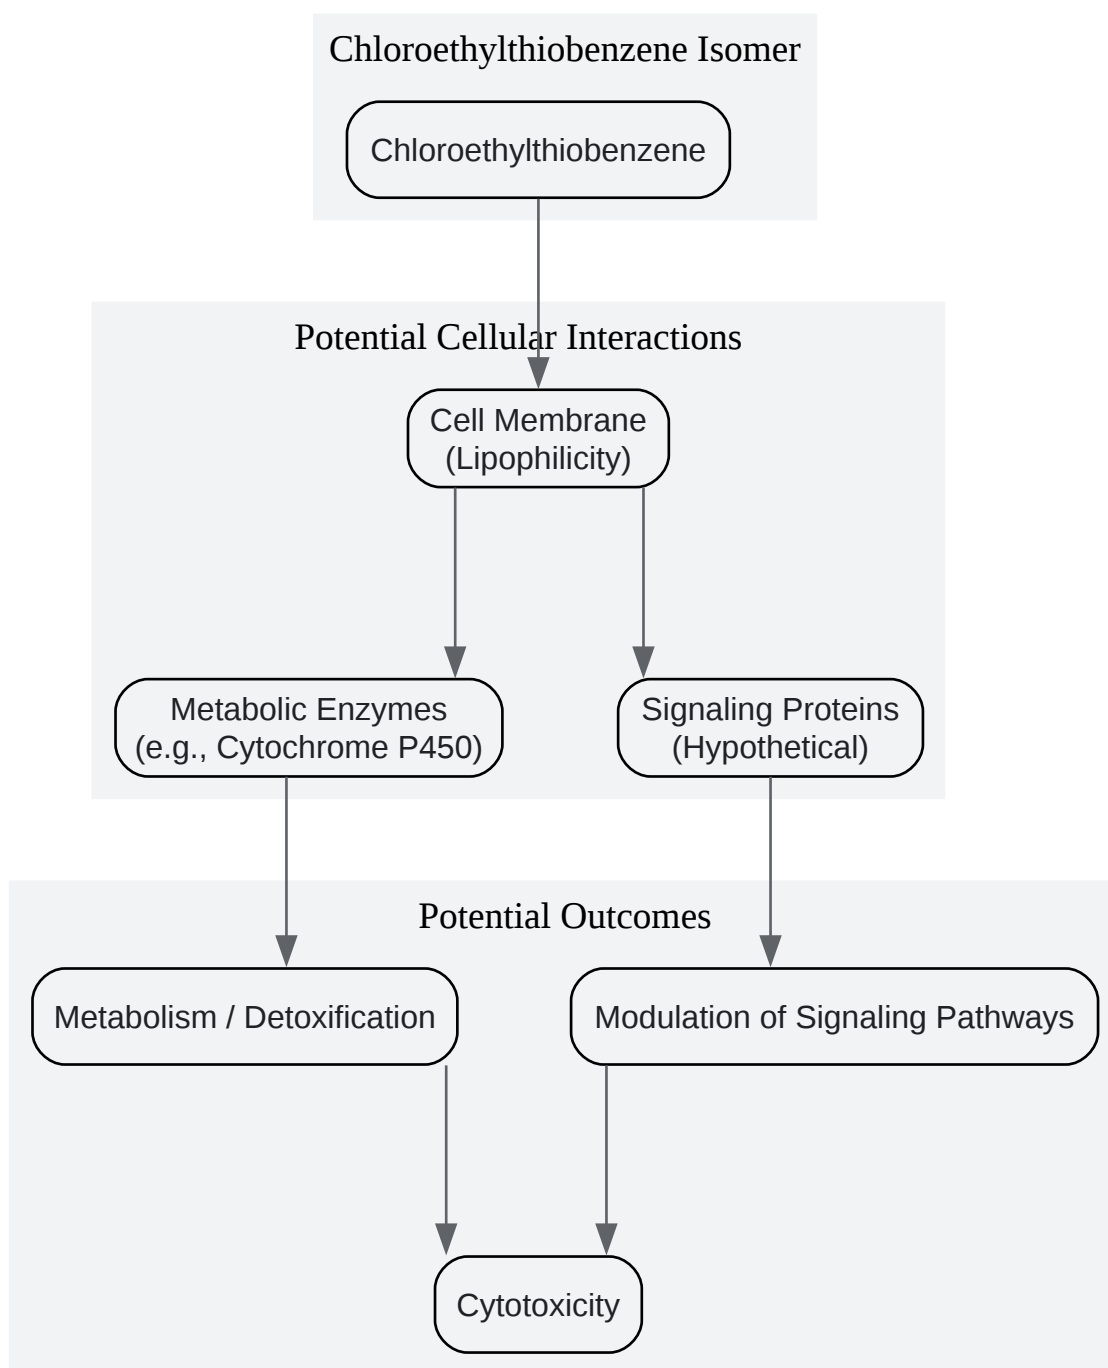 Chloroethylthiobenzene Isomer
Chloroethylthiobenzene
Potential Cellular Interactions
Cell Membrane
(Lipophilicity)
Metabolic Enzymes
(e.g., Cytochrome P450)
Signaling Proteins
(Hypothetical)
Potential Outcomes
Metabolism / Detoxification
Modulation of Signaling Pathways
Cytotoxicity